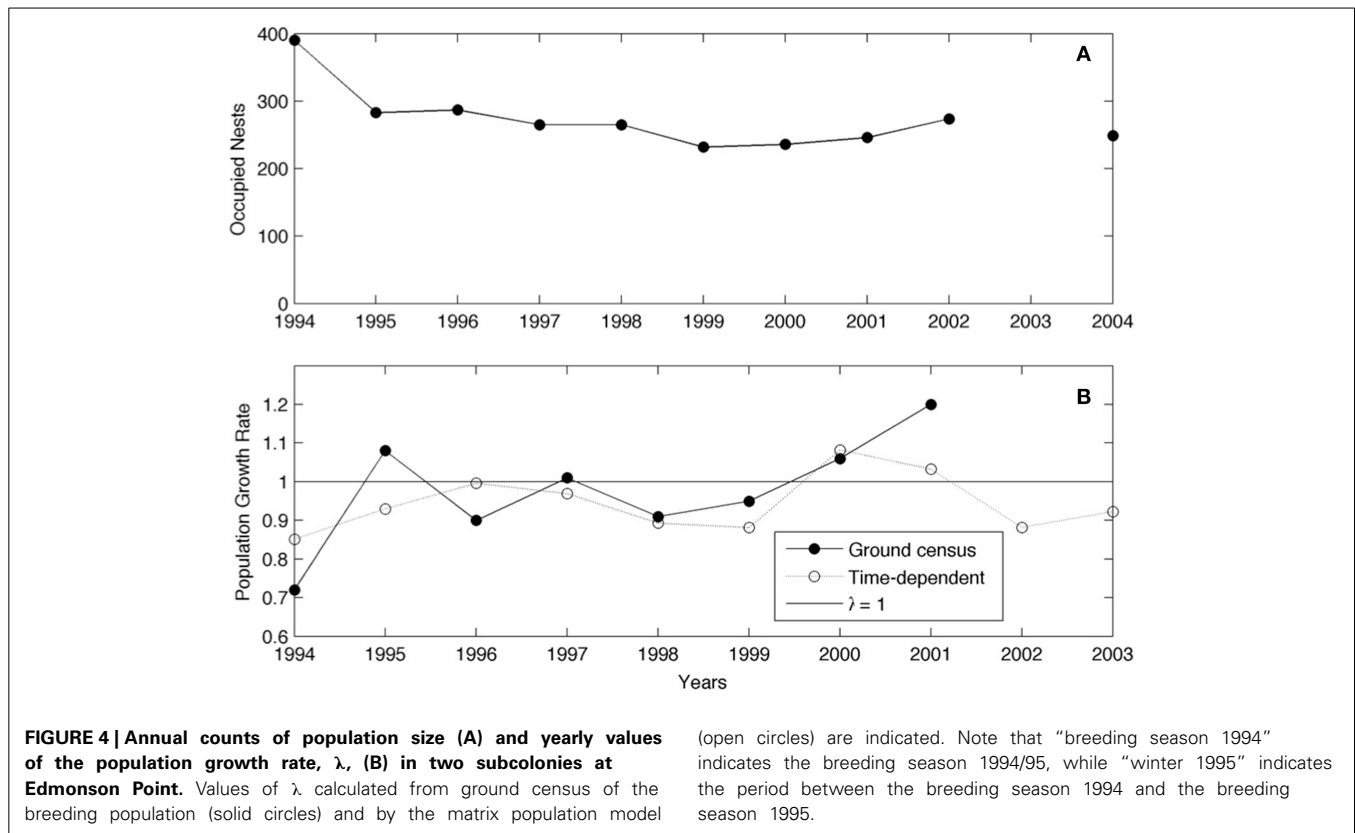 A
400
300
200
100
0
Occupied Nests
1994 1995 1996 1997 1998 1999 2000 2001 2002 2003 2004
B
1.2
1.1
1
0.9
0.8
0.7
0.6
Population Growth Rate
Ground census
Time-dependent
λ = 1
1994 1995 1996 1997 1998 1999 2000 2001 2002 2003
Years
FIGURE 4 | Annual counts of population size (A) and yearly values
of the population growth rate, λ, (B) in two subcolonies at
Edmonson Point. Values of λ calculated from ground census of the
breeding population (solid circles) and by the matrix population model
(open circles) are indicated. Note that “breeding season 1994”
indicates the breeding season 1994/95, while “winter 1995” indicates
the period between the breeding season 1994 and the breeding
season 1995.